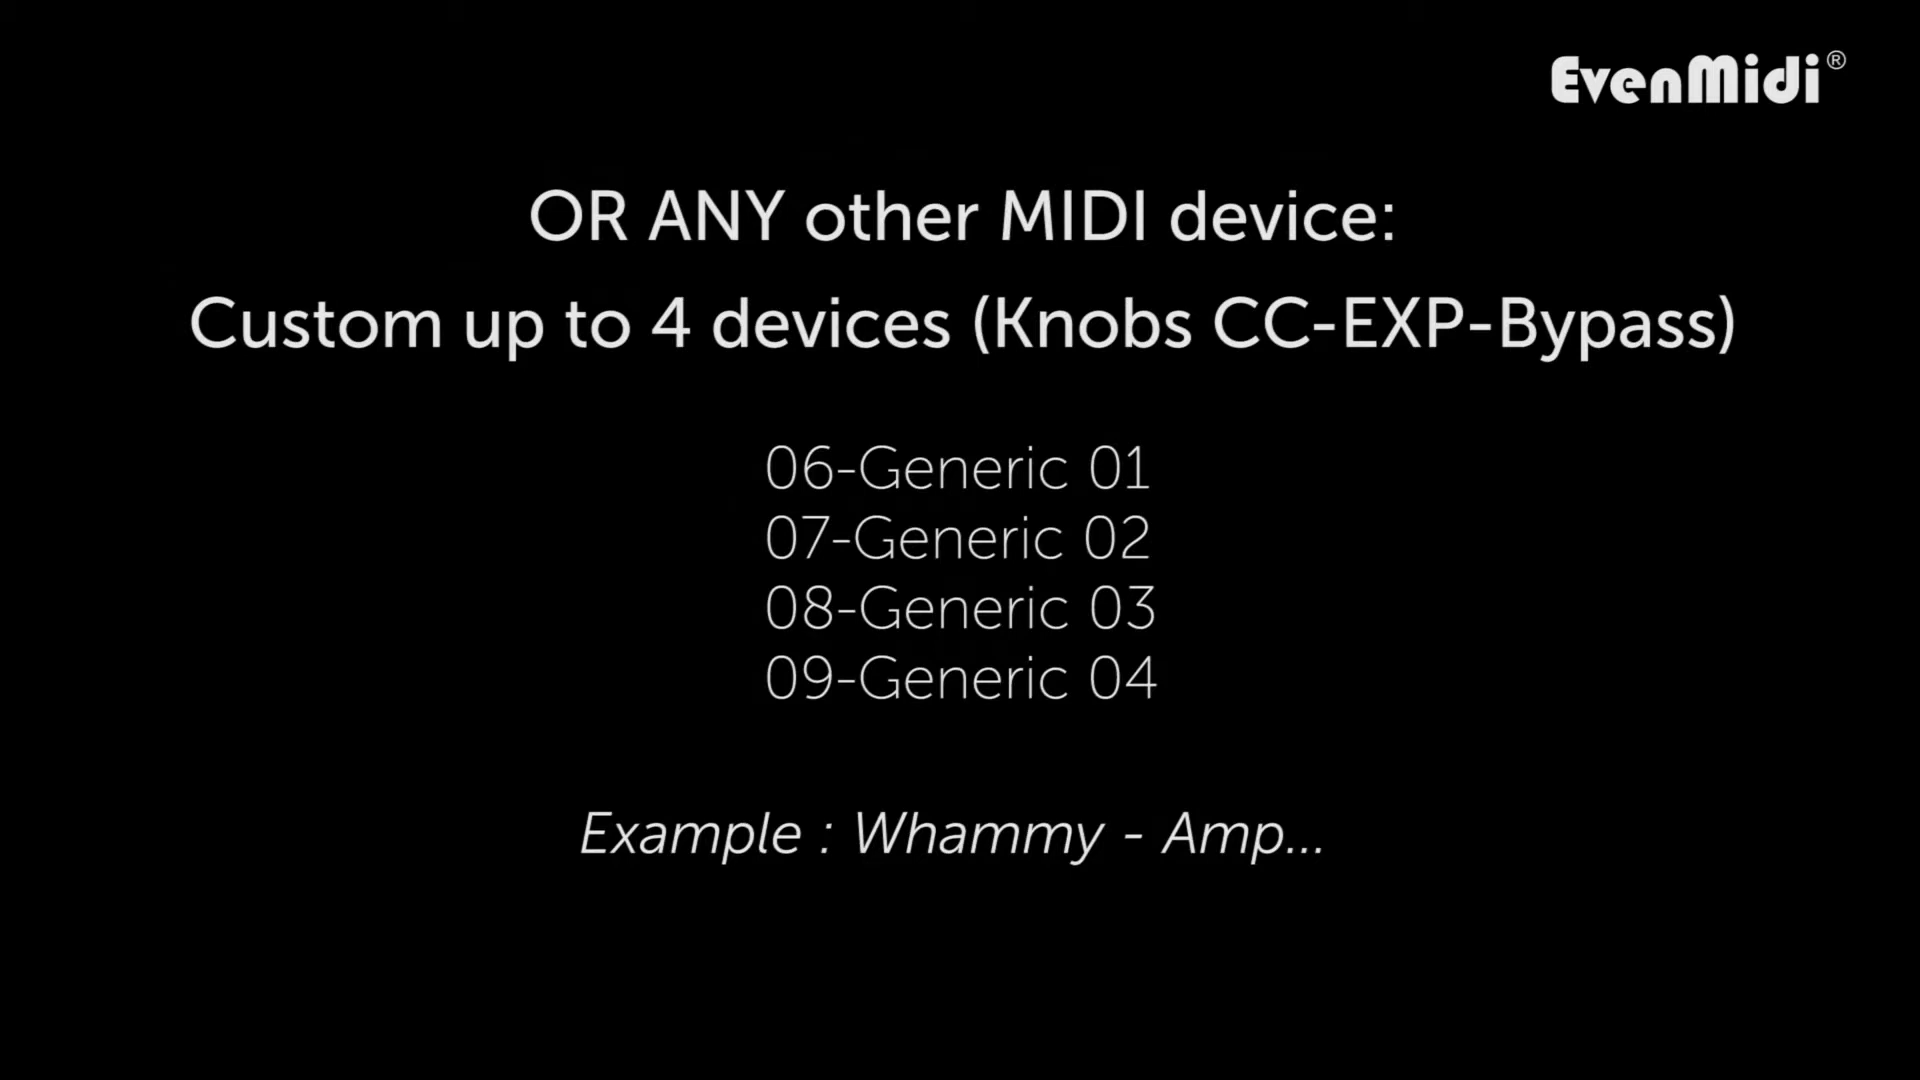 EvenMidi®
OR ANY other MIDI device:
Custom up to 4 devices (Knobs CC-EXP-Bypass)
06-Generic 01
07-Generic 02
08-Generic 03
09-Generic 04
Example : Whammy - Amp...